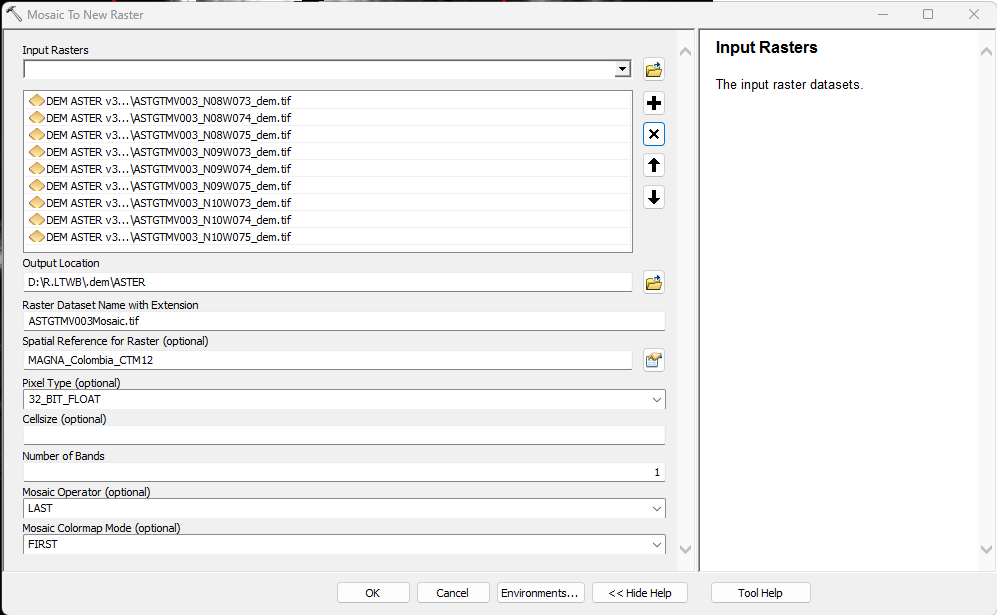 Mosaic To New Raster
Input Rasters
DEM ASTER v3...\ASTGTMV003_N08W073_dem.tif
DEM ASTER v3...\ASTGTMV003_N08W074_dem.tif
DEM ASTER v3...\ASTGTMV003_N08W075_dem.tif
DEM ASTER v3...\ASTGTMV003_N09W073_dem.tif
DEM ASTER v3...\ASTGTMV003_N09W074_dem.tif
DEM ASTER v3...\ASTGTMV003_N09W075_dem.tif
DEM ASTER v3...\ASTGTMV003_N10W073_dem.tif
DEM ASTER v3...\ASTGTMV003_N10W074_dem.tif
DEM ASTER v3...\ASTGTMV003_N10W075_dem.tif
Output Location
D:\R.LTWB\.dem\ASTER
Raster Dataset Name with Extension
ASTGTMV003Mosaic.tif
Spatial Reference for Raster (optional)
MAGNA_Colombia_CTM12
Pixel Type (optional)
32_BIT_FLOAT
Cellsize (optional)
Number of Bands
1
Mosaic Operator (optional)
LAST
Mosaic Colormap Mode (optional)
FIRST
OK
Cancel
Environments...
<< Hide Help
Input Rasters
The input raster datasets.
Tool Help